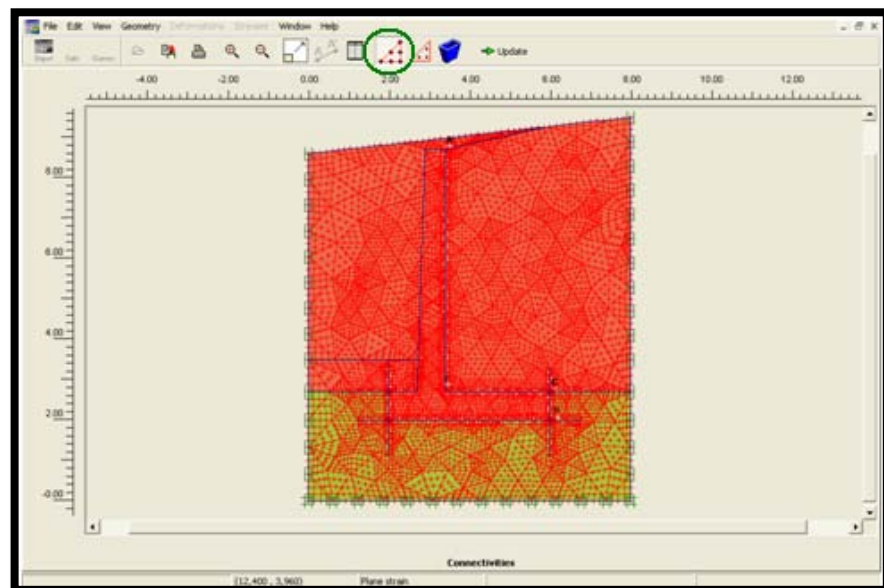 File Edit View Geometry Deformations Stresses Window Help
Update
-4.00 -2.00 0.00 2.00 4.00 6.00 8.00 10.00 12.00
8.00
6.00
4.00
2.00
-0.00
Connectivities
(12,400 , 3,960) Plane strain